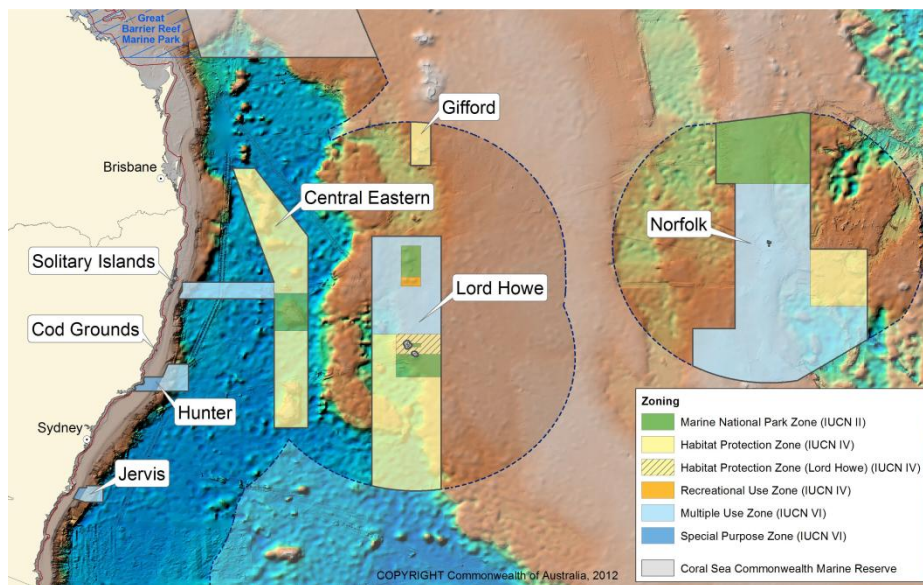 Great
Barrier Reef
Marine Park
Gifford
Brisbane
Central Eastern
Norfolk
Solitary Islands
Lord Howe
Cod Grounds
Hunter
Sydney
Jervis
Zoning
Marine National Park Zone (IUCN II)
Habitat Protection Zone (IUCN IV)
Habitat Protection Zone (Lord Howe) (IUCN IV)
Recreational Use Zone (IUCN IV)
Multiple Use Zone (IUCN VI)
Special Purpose Zone (IUCN VI)
Coral Sea Commonwealth Marine Reserve
COPYRIGHT Commonwealth of Australia, 2012